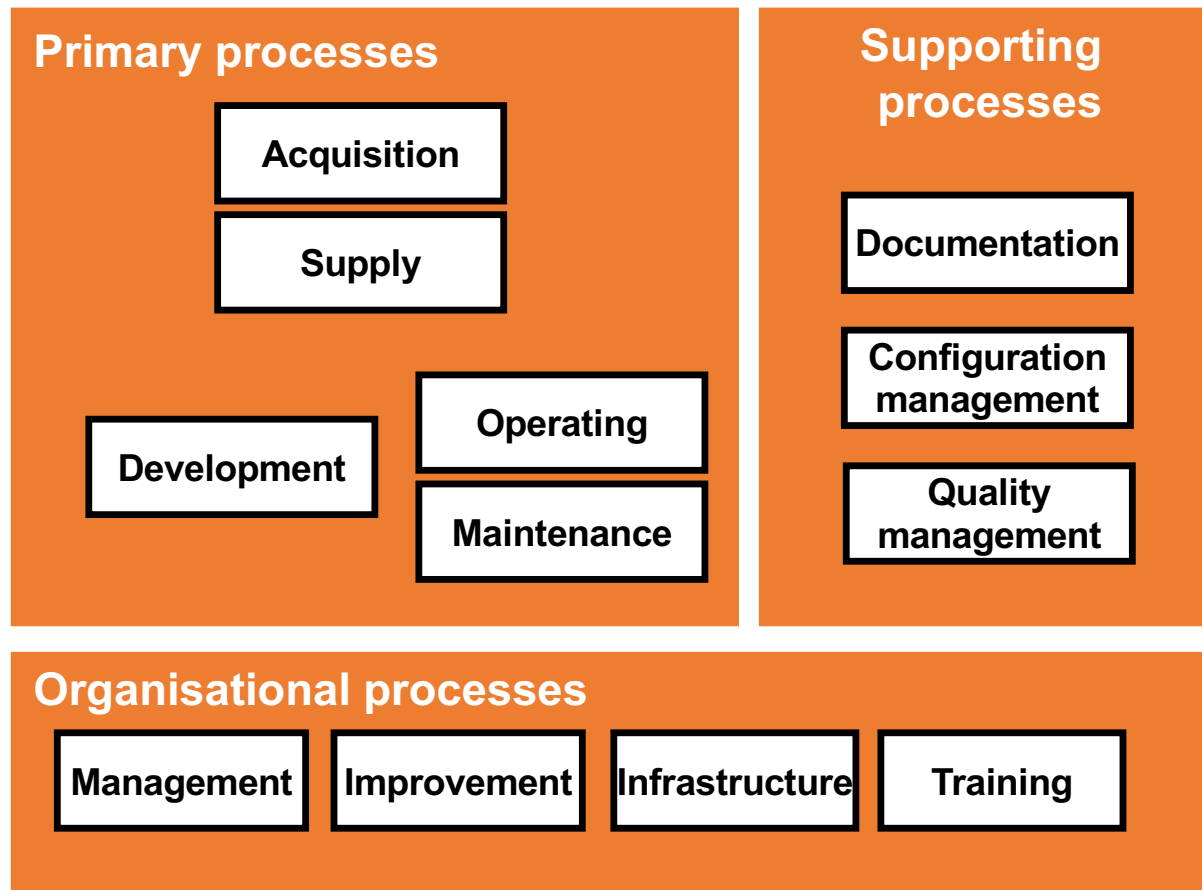 Primary processes
Acquisition
Supply
Development
Operating
Maintenance
Supporting
processes
Documentation
Configuration
management
Quality
management
Organisational processes
Management
Improvement
Infrastructure
Training